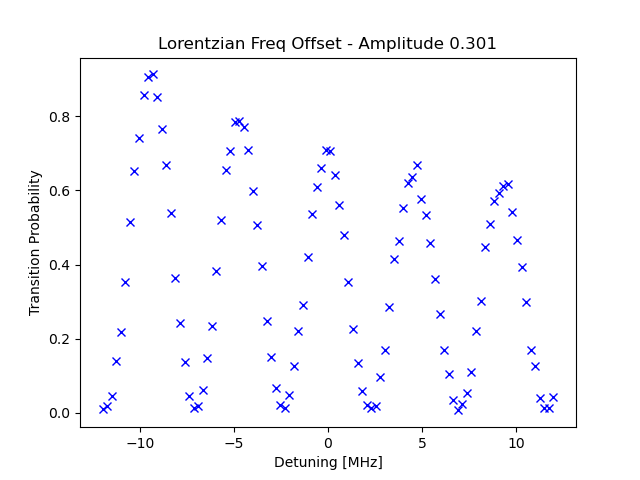 Lorentzian Freq Offset - Amplitude 0.301
Transition Probability
0.8
0.6
0.4
0.2
0.0
−10 −5 0 5 10
Detuning [MHz]